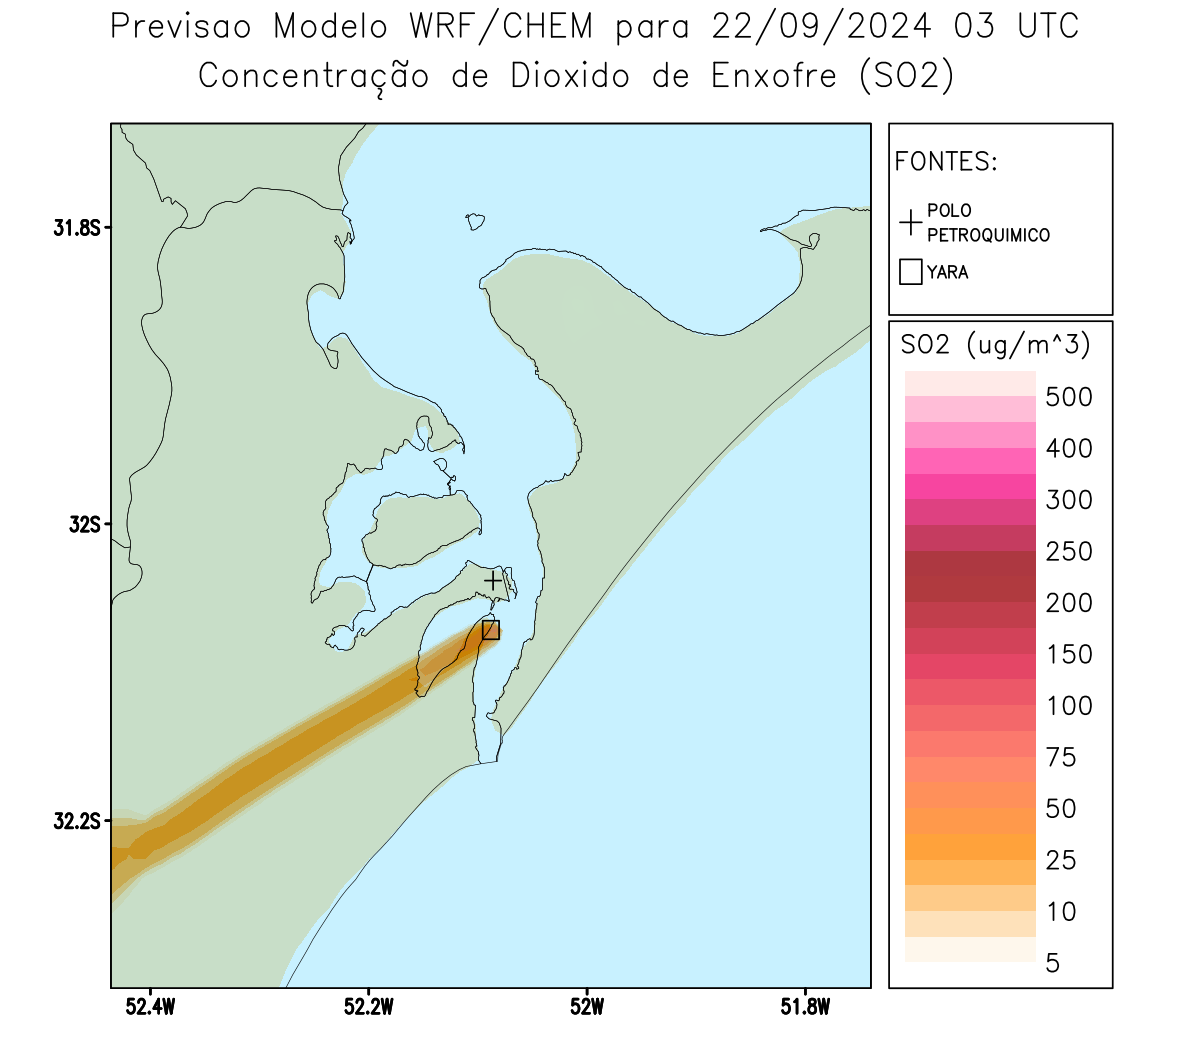 Previsao Modelo WRF/CHEM para 22/09/2024 03 UTC
Concentração de Dioxido de Enxofre (SO2)
FONTES:
POLO
PETROQUIMICO
YARA
31.8S
32S
32.2S
52.4W
52.2W
52W
51.8W
SO2 (ug/m^3)
500
400
300
250
200
150
100
75
50
25
10
5